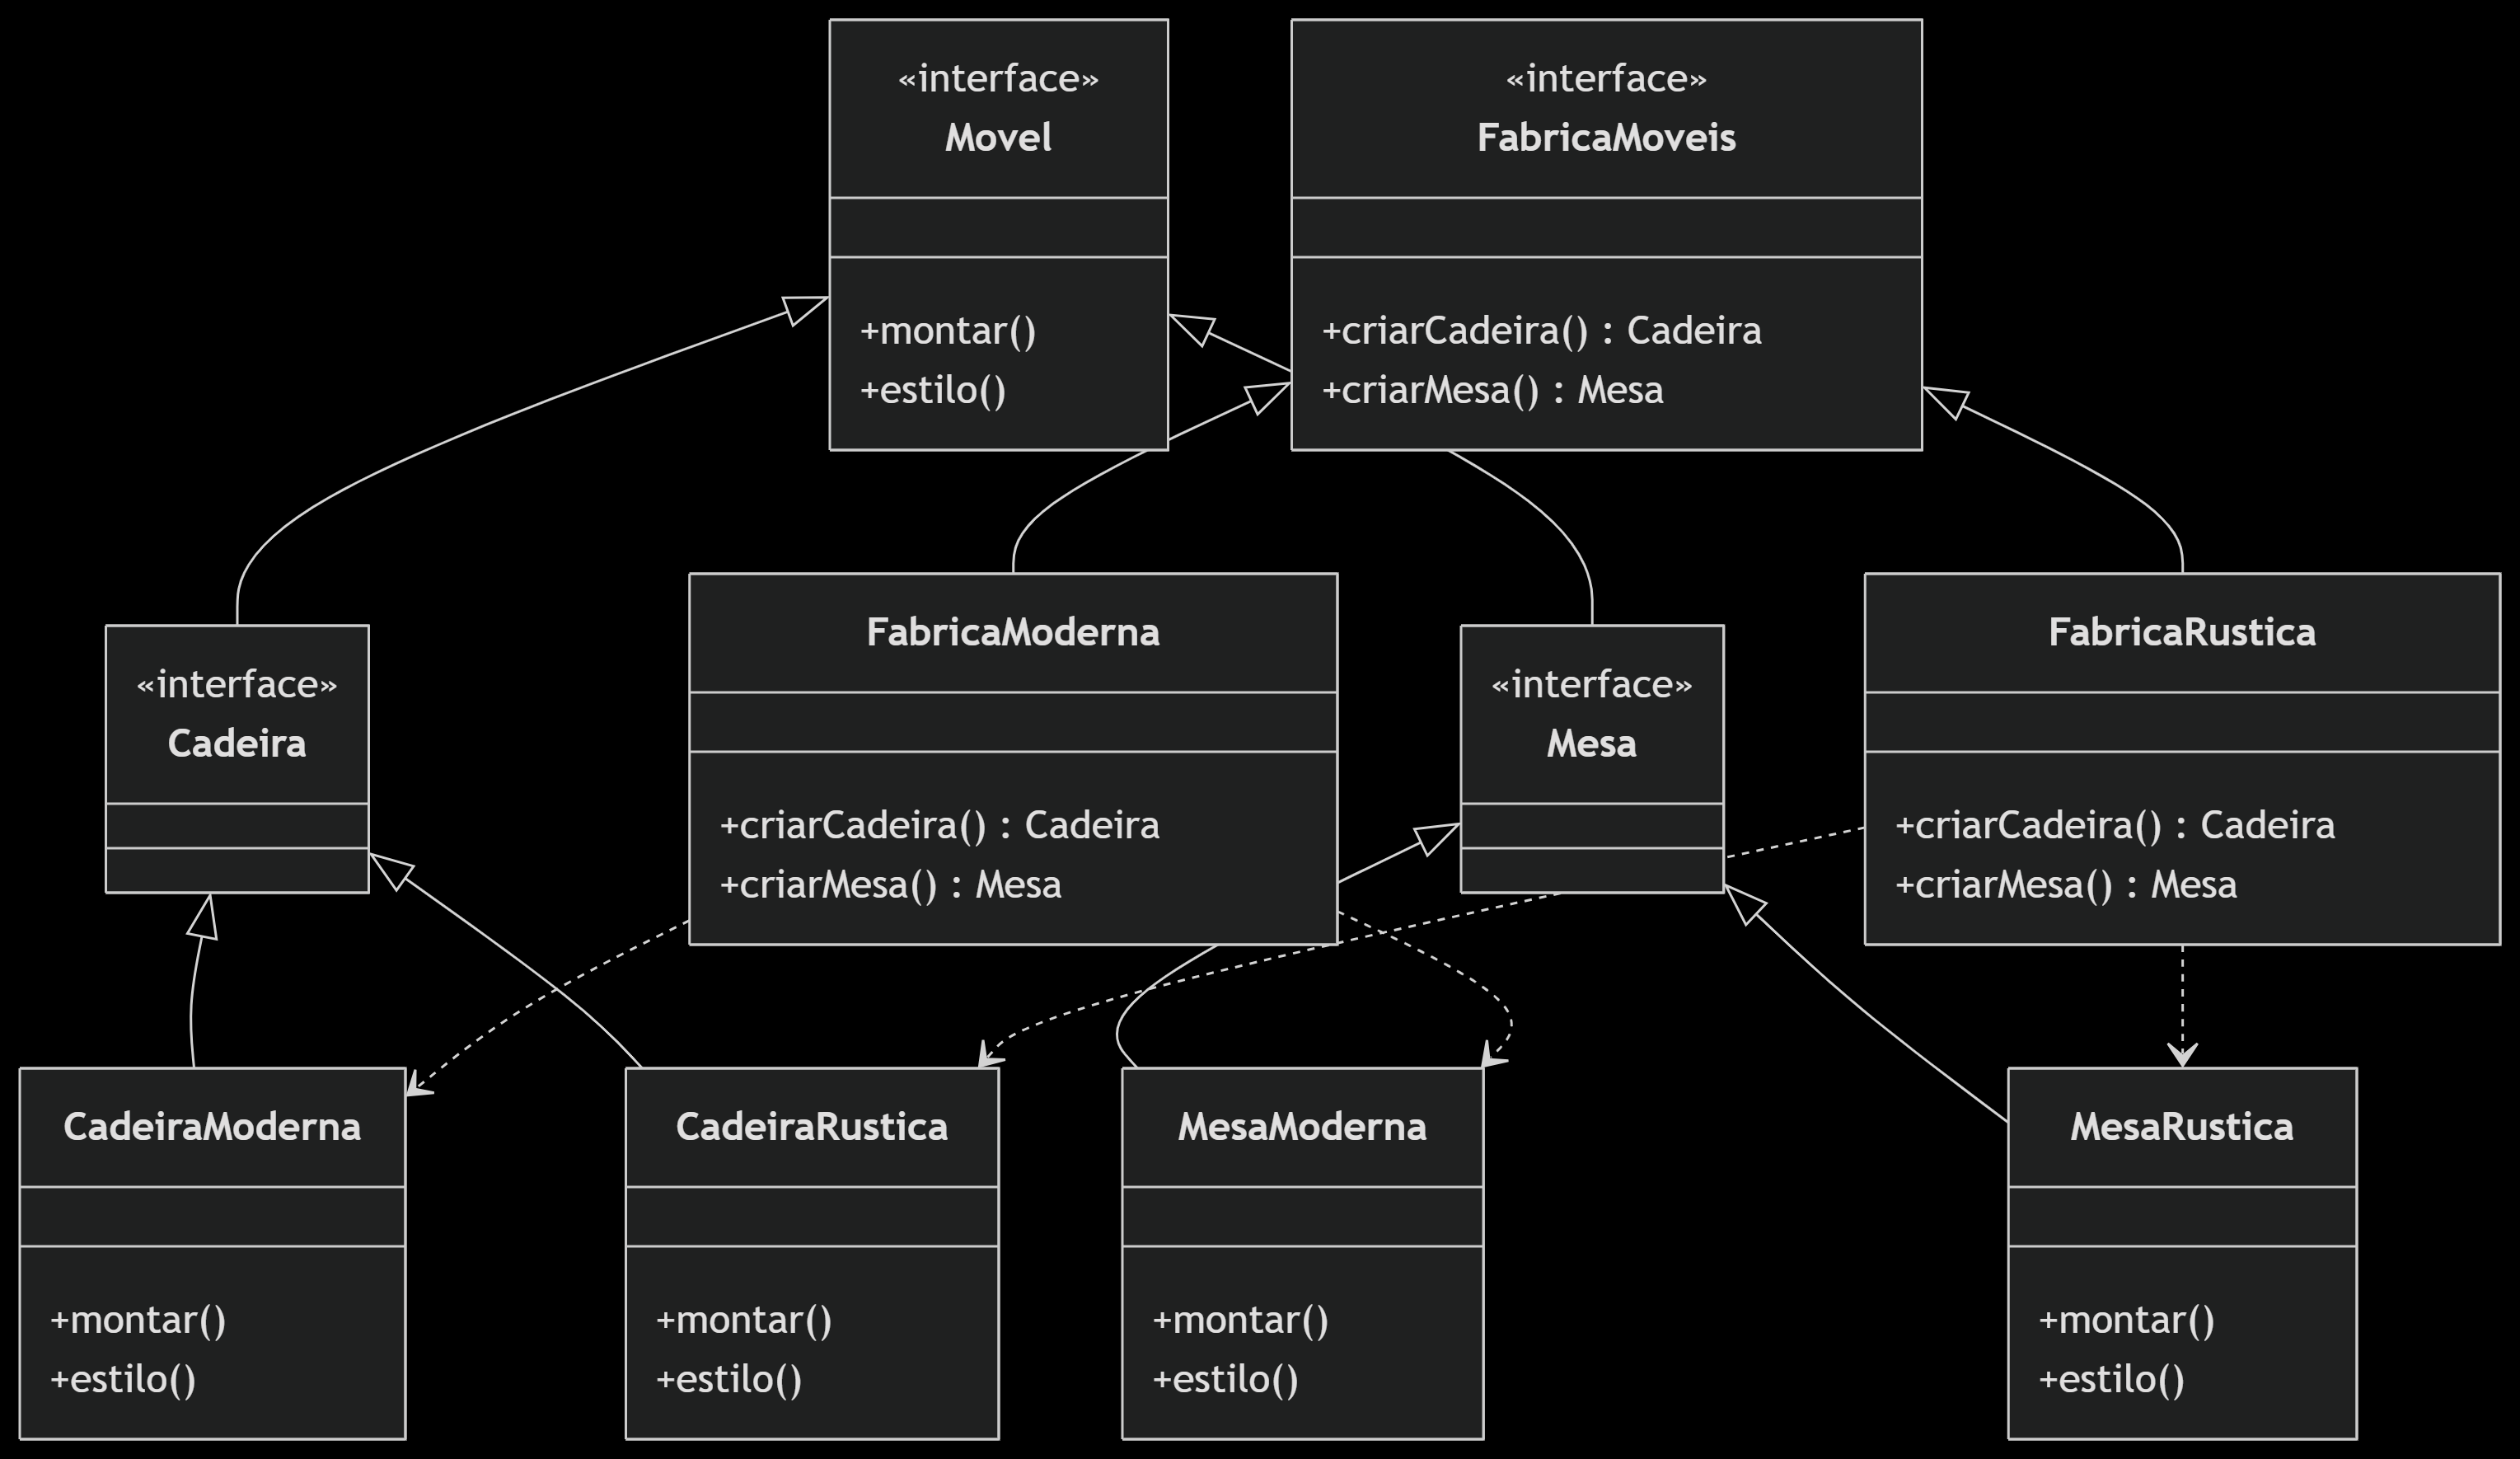 «interface»
Movel
+montar()
+estilo()
«interface»
FabricaMoveis
+criarCadeira() : Cadeira
+criarMesa() : Mesa
«interface»
Cadeira
FabricaModerna
+criarCadeira() : Cadeira
+criarMesa() : Mesa
«interface»
Mesa
FabricaRustica
+criarCadeira() : Cadeira
+criarMesa() : Mesa
CadeiraModerna
+montar()
+estilo()
CadeiraRustica
+montar()
+estilo()
MesaModerna
+montar()
+estilo()
MesaRustica
+montar()
+estilo()